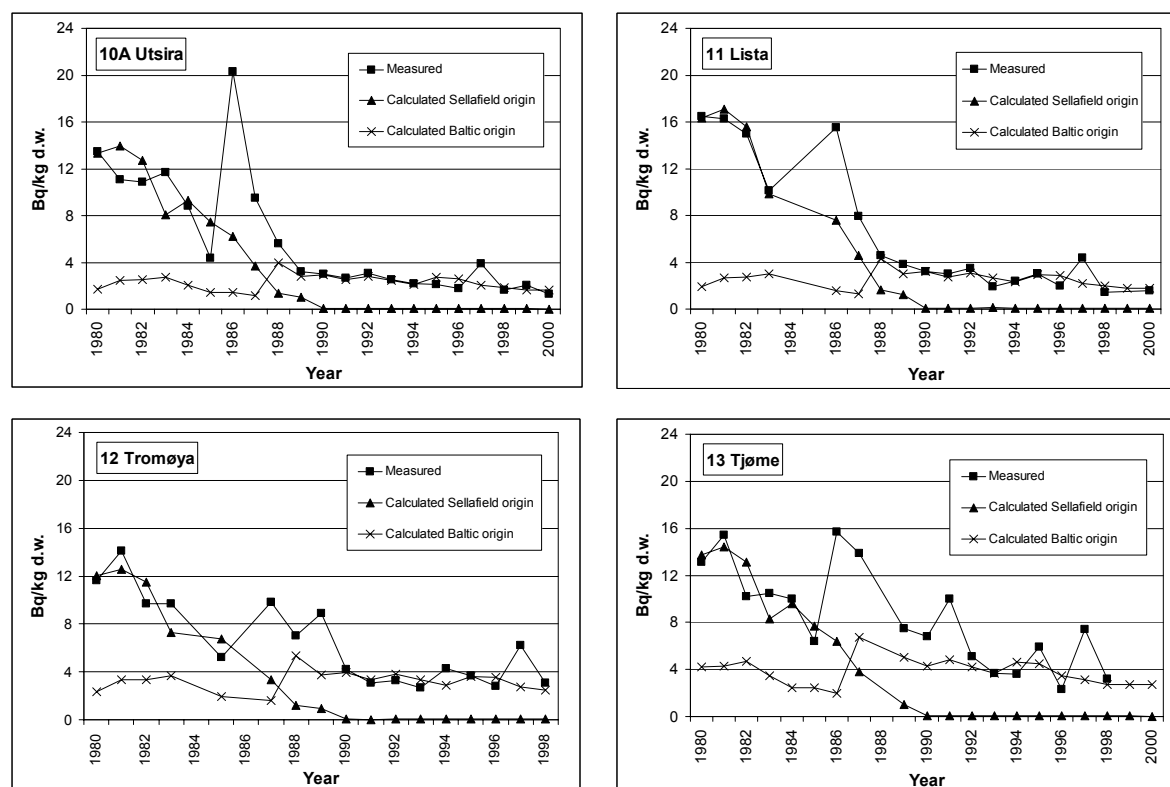 10A Utsira
Measured
Calculated Sellafield origin
Calculated Baltic origin
Bq/kg d.w.
24
20
16
12
8
4
0
1980
1982
1984
1986
1988
1990
1992
1994
1996
1998
2000
Year
11 Lista
Measured
Calculated Sellafield origin
Calculated Baltic origin
Bq/kg d.w.
24
20
16
12
8
4
0
1980
1982
1984
1986
1988
1990
1992
1994
1996
1998
2000
Year
12 Tromøya
Measured
Calculated Sellafield origin
Calculated Baltic origin
Bq/kg d.w.
24
20
16
12
8
4
0
1980
1982
1984
1986
1988
1990
1992
1994
1996
1998
Year
13 Tjøme
Measured
Calculated Sellafield origin
Calculated Baltic origin
Bq/kg d.w.
24
20
16
12
8
4
0
1980
1982
1984
1986
1988
1990
1992
1994
1996
1998
2000
Year